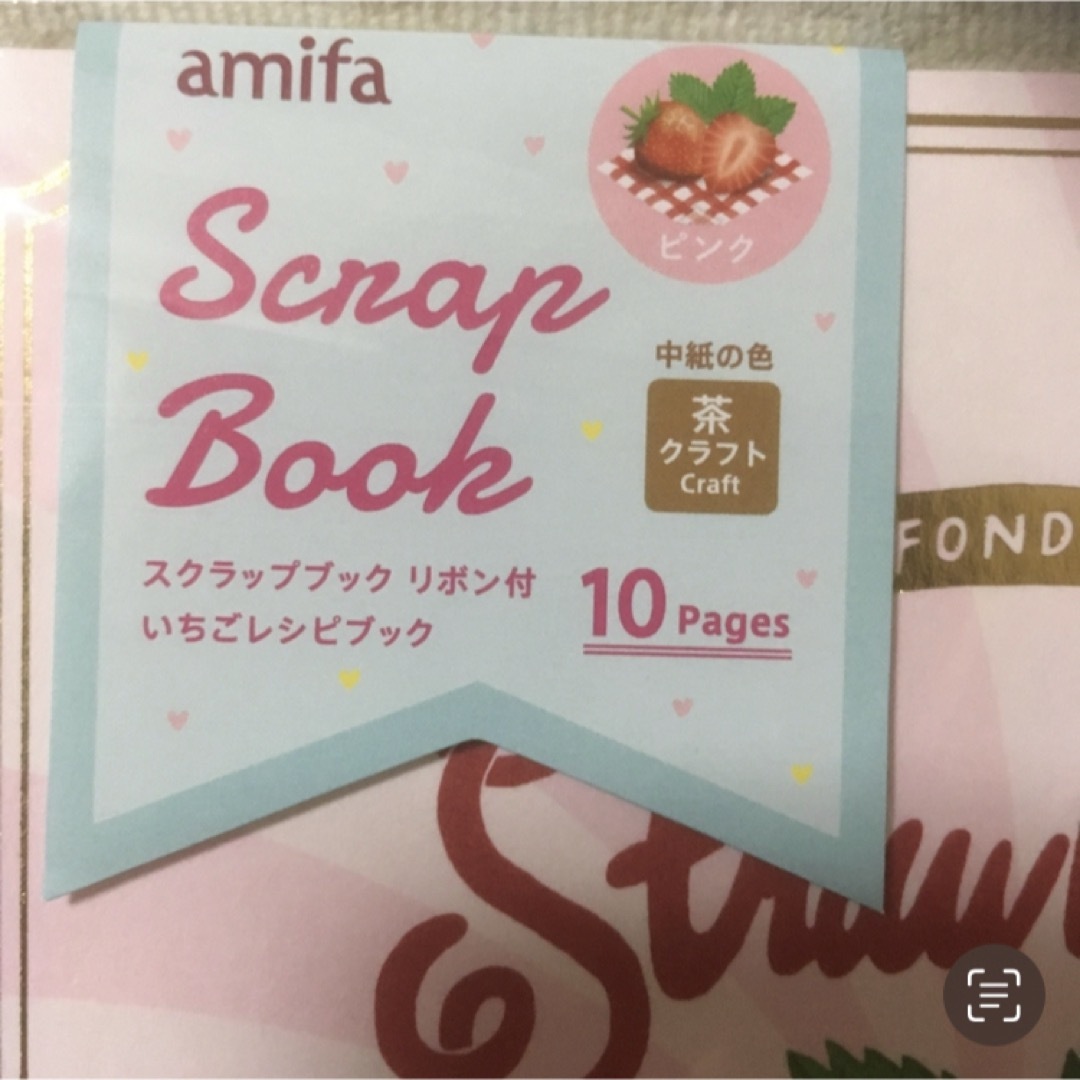 amifa
Scrap
Book
ピンク
中紙の色
茶
クラフト
Craft
スクラップブック リボン付
いちごレシピブック
10 Pages
FOND
Straw